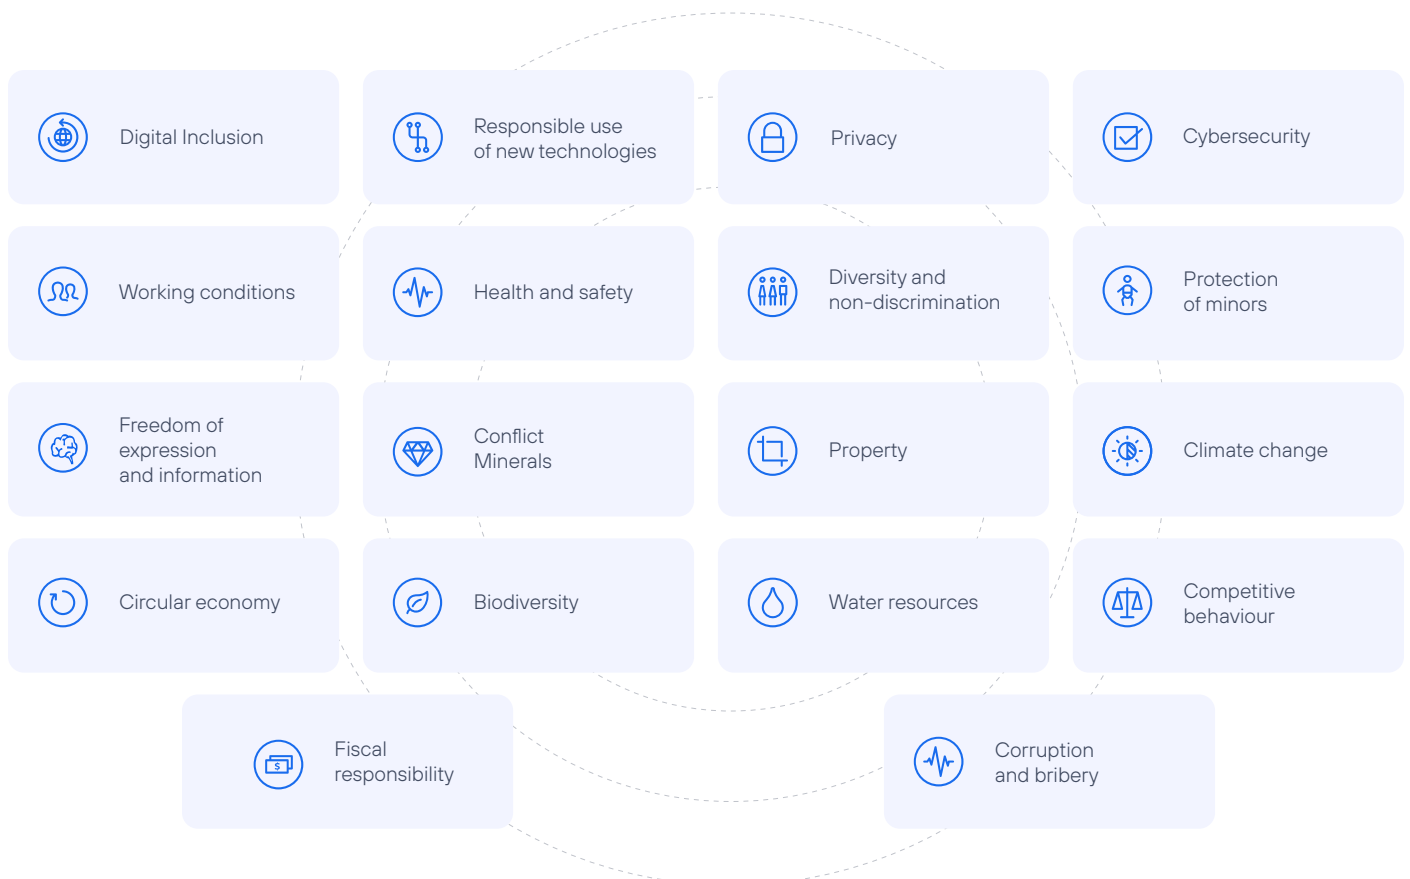 Digital Inclusion
Responsible use
of new technologies
Privacy
Cybersecurity
Working conditions
Health and safety
Diversity and
non-discrimination
Protection
of minors
Freedom of
expression
and information
Conflict
Minerals
Property
Climate change
Circular economy
Biodiversity
Water resources
Competitive
behaviour
$
Fiscal
responsibility
Corruption
and bribery